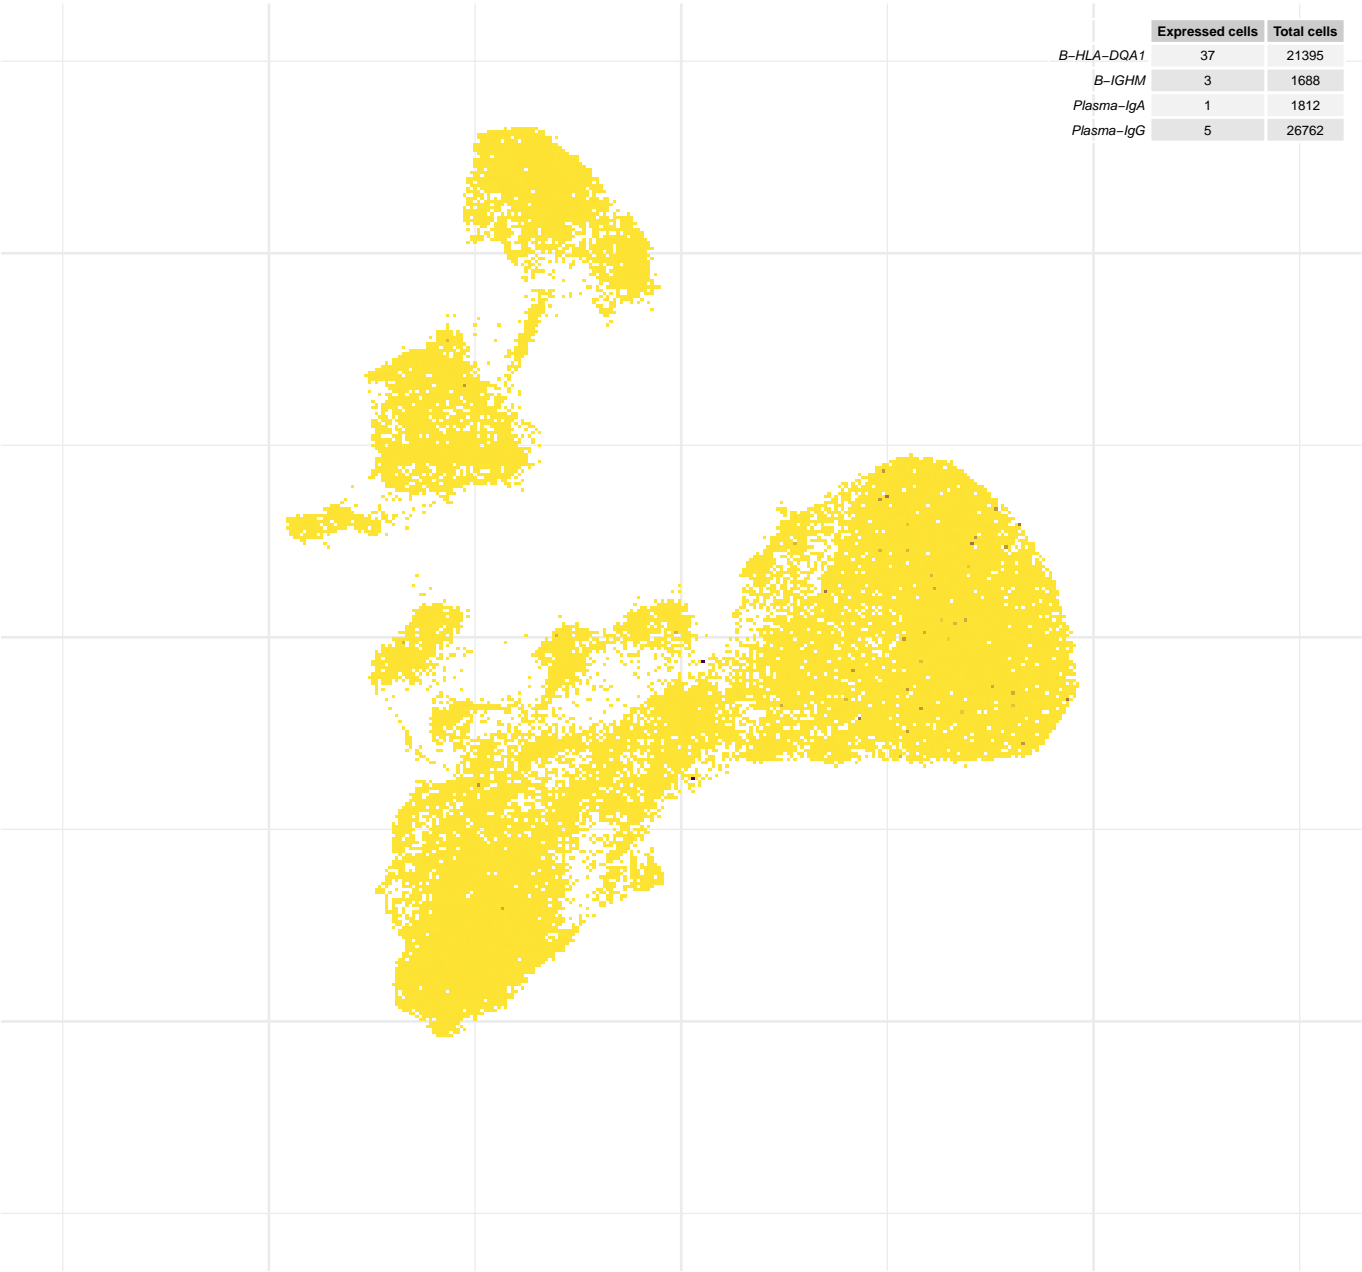 Expressed cells Total cells
B−HLA−DQA1 37 21395
B−IGHM 3 1688
Plasma−IgA 1 1812
Plasma−IgG 5 26762